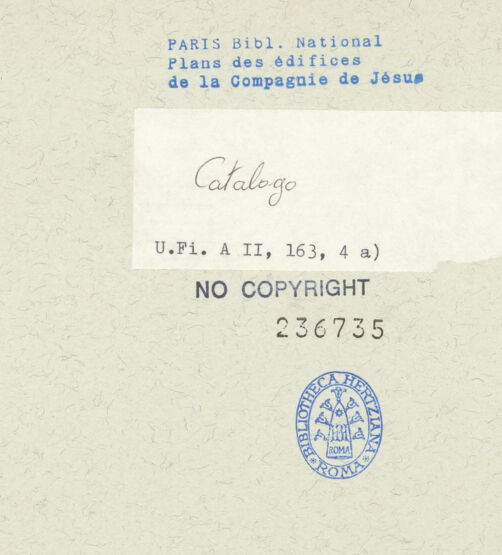 PARIS Bibl. National
Plans des édifices
de la Compagnie de Jésus
Catalogo
U.Fi. A II, 163, 4 a)
NO COPYRIGHT
236735
BIBLIOTHECA HERTZIANA
ROMA
ROMA